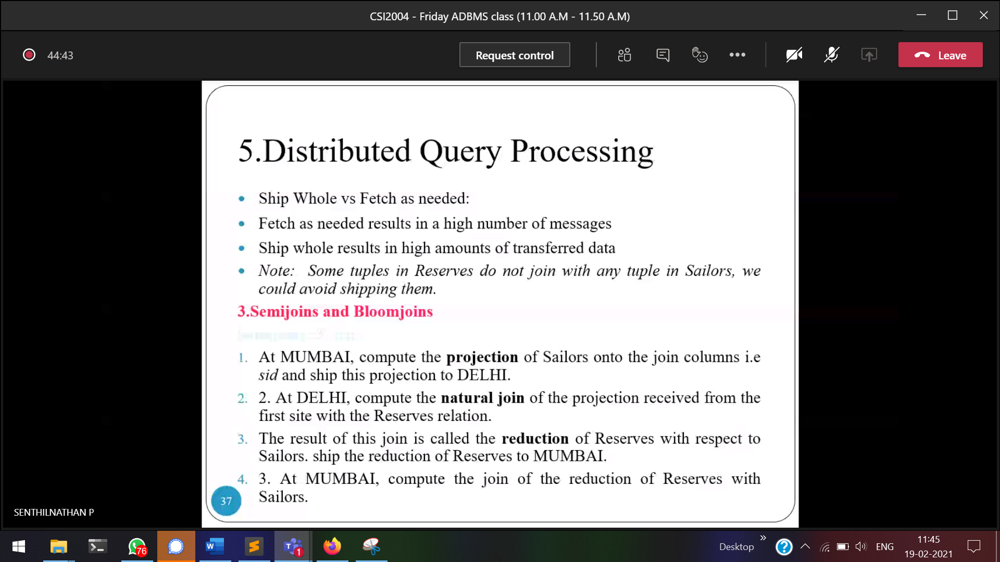 CSI2004 - Friday ADBMS class (11.00 A.M - 11.50 A.M)
44:43
Request control
Leave
5.Distributed Query Processing
• Ship Whole vs Fetch as needed:
• Fetch as needed results in a high number of messages
• Ship whole results in high amounts of transferred data
• Note: Some tuples in Reserves do not join with any tuple in Sailors, we
could avoid shipping them.
3.Semijoins and Bloomjoins
1. At MUMBAI, compute the projection of Sailors onto the join columns i.e
sid and ship this projection to DELHI.
2. 2. At DELHI, compute the natural join of the projection received from the
first site with the Reserves relation.
3. The result of this join is called the reduction of Reserves with respect to
Sailors. ship the reduction of Reserves to MUMBAI.
4. 3. At MUMBAI, compute the join of the reduction of Reserves with
Sailors.
37
SENTHILNATHAN P
76
W
T
1
Desktop
ENG
11:45
19-02-2021